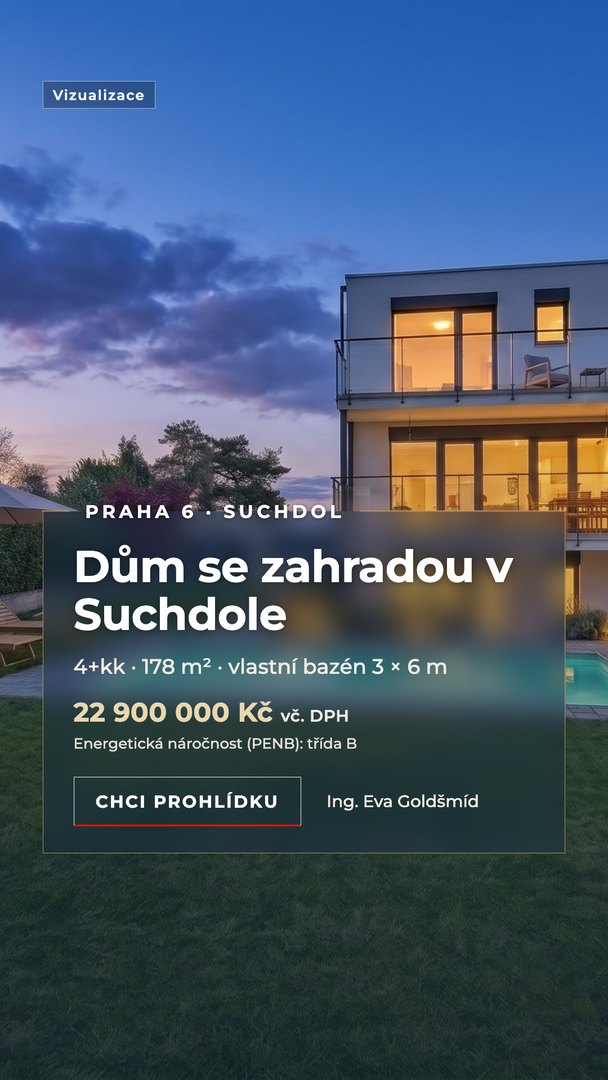 Vizualizace
PRAHA 6 · SUCHDOL
Dům se zahradou v
Suchdole
4+kk · 178 m² · vlastní bazén 3 × 6 m
22 900 000 Kč vč. DPH
Energetická náročnost (PENB): třída B
CHCI PROHLÍDKU
Ing. Eva Goldšmíd